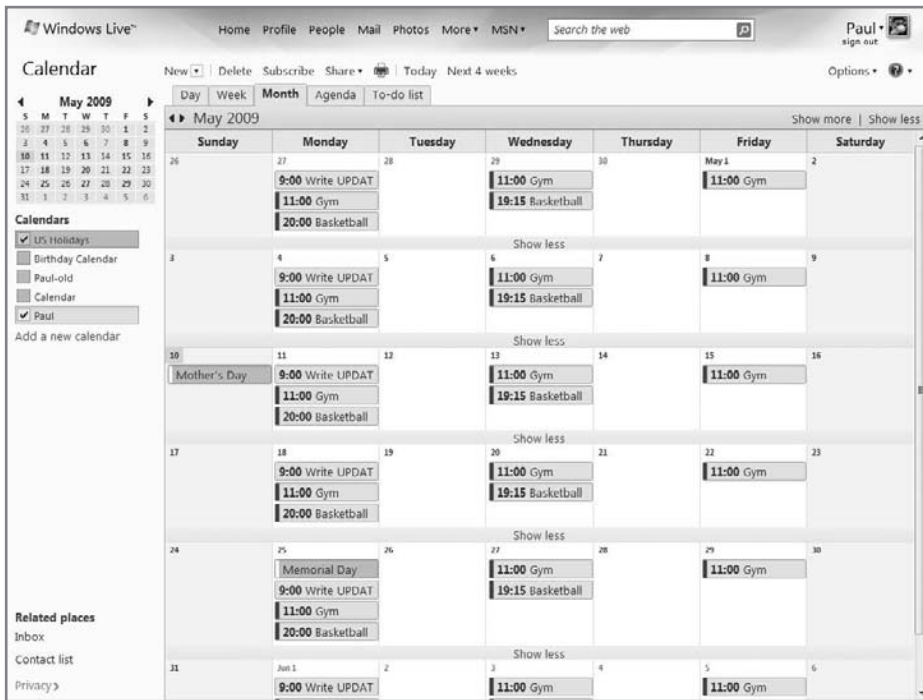 Windows Live™ Home Profile People Mail Photos More MSN Search the web Paul
sign out
Calendar New Delete Subscribe Share Today Next 4 weeks Options
Day Week Month Agenda To-do list
May 2009
S M T W T F S
26 27 28 29 30 1 2
3 4 5 6 7 8 9
10 11 12 13 14 15 16
17 18 19 20 21 22 23
24 25 26 27 28 29 30
31 1 2 3 4 5 6
Calendars
US Holidays
Birthday Calendar
Paul-old
Calendar
Paul
Add a new calendar
Related places
Inbox
Contact list
Privacy
May 2009 Show more | Show less
Sunday Monday Tuesday Wednesday Thursday Friday Saturday
26 27 28 29 30 May 1 2
9:00 Write UPDAT 11:00 Gym 11:00 Gym
11:00 Gym 19:15 Basketball
20:00 Basketball
Show less
3 4 5 6 7 8 9
9:00 Write UPDAT 11:00 Gym 11:00 Gym
11:00 Gym 19:15 Basketball
20:00 Basketball
Show less
10 11 12 13 14 15 16
Mother's Day 9:00 Write UPDAT 11:00 Gym 11:00 Gym
11:00 Gym 19:15 Basketball
20:00 Basketball
Show less
17 18 19 20 21 22 23
9:00 Write UPDAT 11:00 Gym 11:00 Gym
11:00 Gym 19:15 Basketball
20:00 Basketball
Show less
24 25 26 27 28 29 30
Memorial Day 11:00 Gym 11:00 Gym
9:00 Write UPDAT 19:15 Basketball
11:00 Gym
20:00 Basketball
Show less
31 Jun 1 2 3 4 5 6
9:00 Write UPDAT 11:00 Gym 11:00 Gym